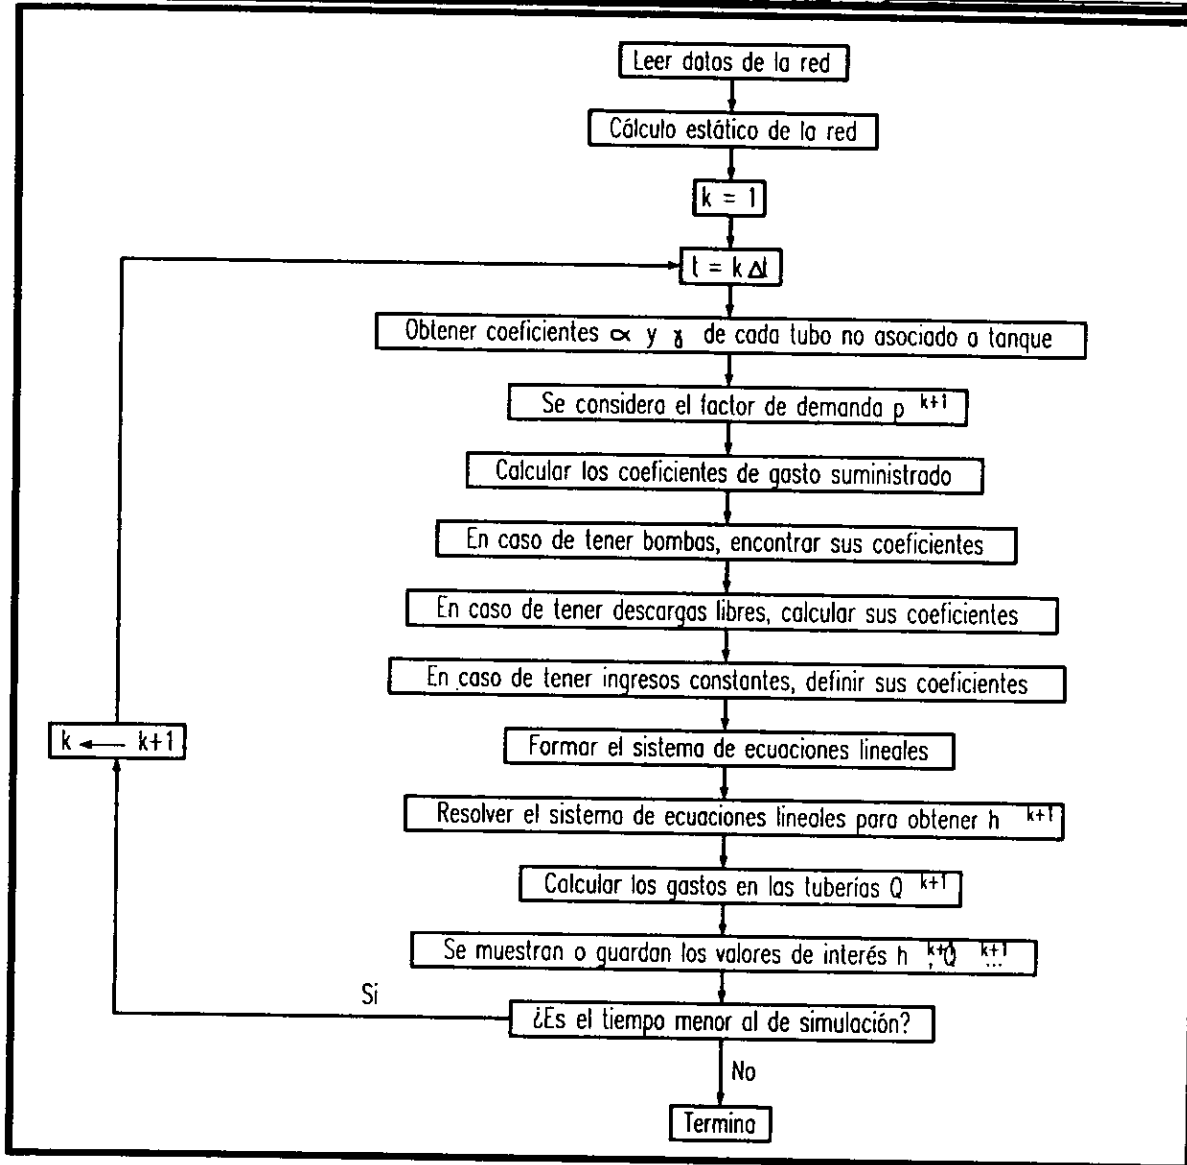 Leer datos de la red
Cálculo estático de la red
k = 1
t = k Δt
Obtener coeficientes α y γ de cada tubo no asociado a tanque
Se considera el factor de demanda p k+1
Calcular los coeficientes de gasto suministrado
En caso de tener bombas, encontrar sus coeficientes
En caso de tener descargas libres, calcular sus coeficientes
En caso de tener ingresos constantes, definir sus coeficientes
k ← k+1
Formar el sistema de ecuaciones lineales
Resolver el sistema de ecuaciones lineales para obtener h k+1
Calcular los gastos en las tuberías Q k+1
Se muestran o guardan los valores de interés h k+1, Q k+1 ...
Si
¿Es el tiempo menor al de simulación?
No
Termina